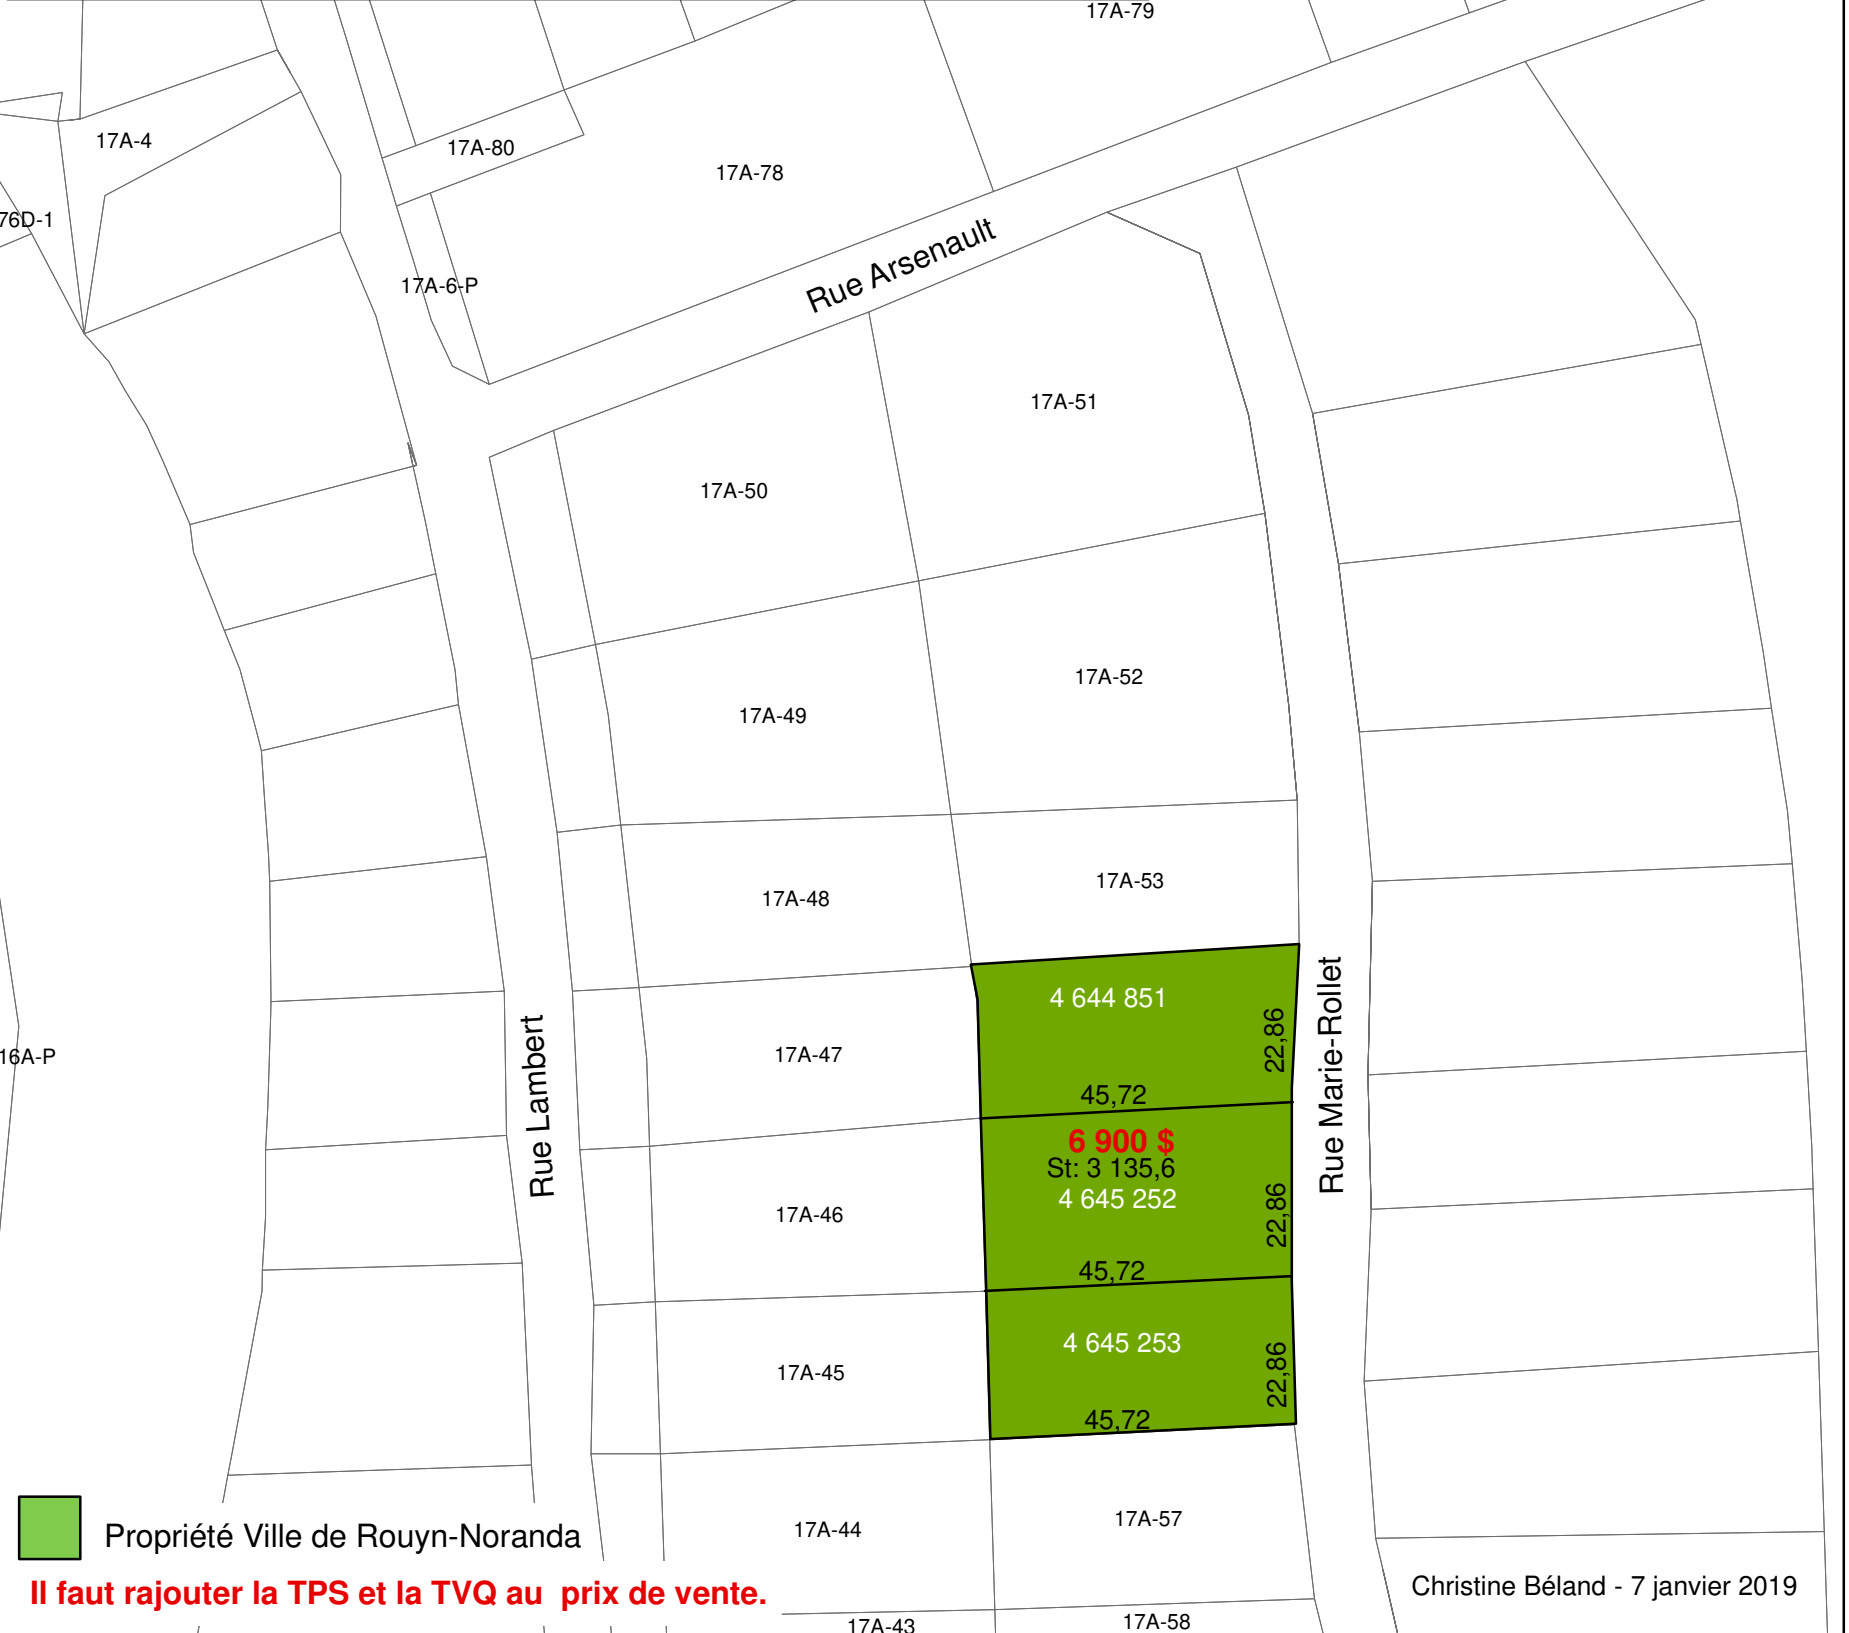 17A-79
17A-4
17A-80
17A-78
76D-1
Rue Arsenault
17A-6-P
17A-51
17A-50
17A-52
17A-49
17A-53
17A-48
4 644 851
22,86
45,72
Rue Marie-Rollet
Rue Lambert
17A-47
16A-P
6 900 $
St: 3 135,6
4 645 252
22,86
45,72
17A-46
4 645 253
22,86
45,72
17A-45
17A-44
17A-57
Propriété Ville de Rouyn-Noranda
Il faut rajouter la TPS et la TVQ au  prix de vente.
Christine Béland - 7 janvier 2019
17A-43
17A-58